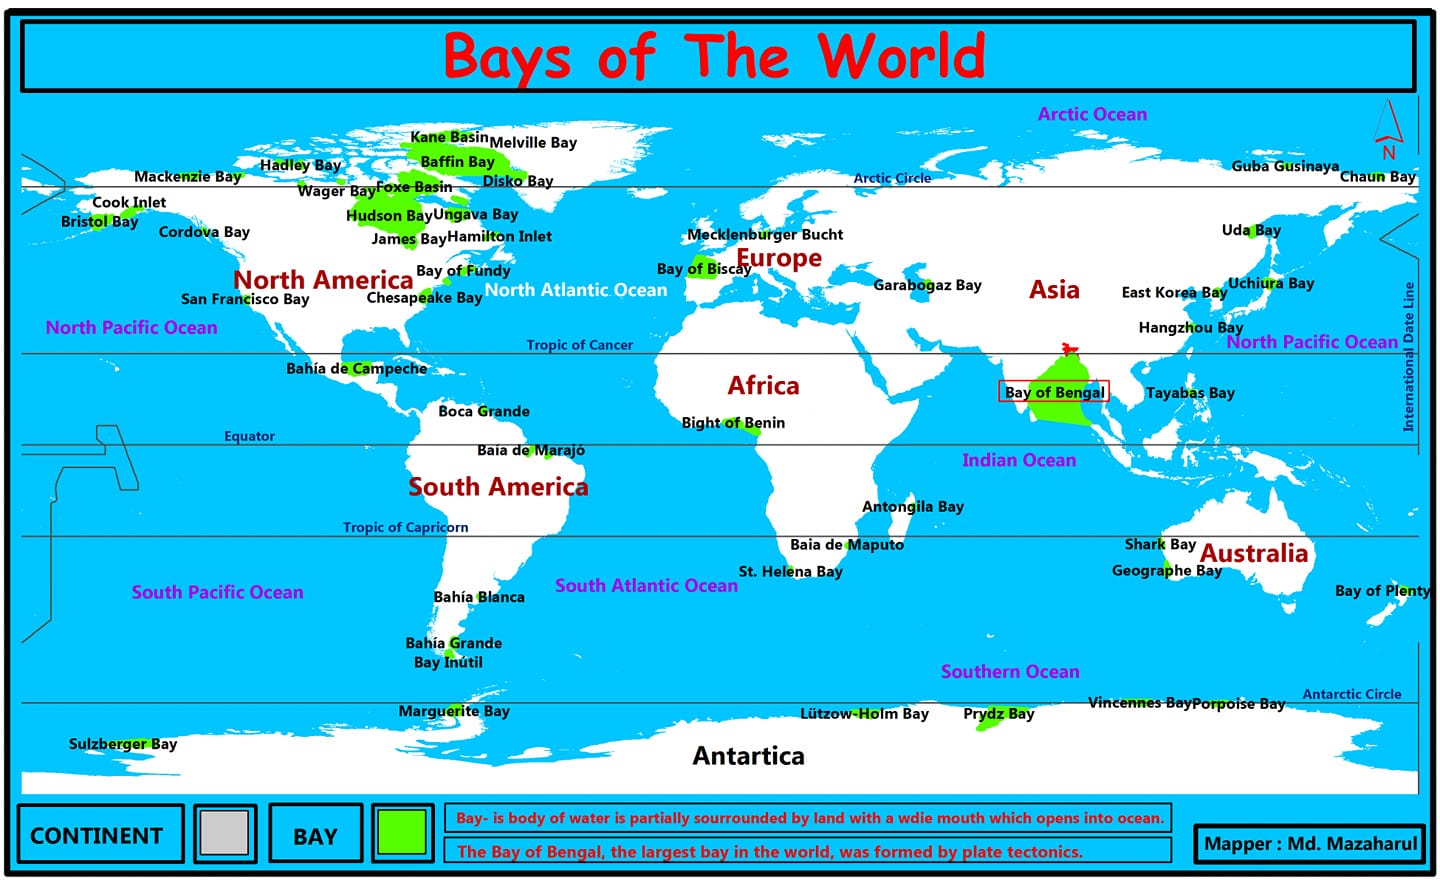 Bays of The World
Arctic Ocean
N
Kane Basin
Melville Bay
Baffin Bay
Hadley Bay
Mackenzie Bay
Wager Bay
Foxe Basin
Disko Bay
Arctic Circle
Guba Gusinaya
Chaun Bay
Cook Inlet
Bristol Bay
Cordova Bay
Hudson Bay
Ungava Bay
James Bay
Hamilton Inlet
Mecklenburger Bucht
Uda Bay
Europe
Bay of Biscay
North America
Bay of Fundy
San Francisco Bay
Chesapeake Bay
North Atlantic Ocean
Garabogaz Bay
Asia
East Korea Bay
Uchiura Bay
Hangzhou Bay
North Pacific Ocean
North Pacific Ocean
International Date Line
Tropic of Cancer
Bahía de Campeche
Africa
Bay of Bengal
Tayabas Bay
Boca Grande
Bight of Benin
Equator
Baia de Marajó
Indian Ocean
South America
Antongila Bay
Tropic of Capricorn
Baia de Maputo
Shark Bay
Australia
Geographe Bay
St. Helena Bay
South Pacific Ocean
South Atlantic Ocean
Bahía Blanca
Bay of Plenty
Bahía Grande
Bay Inútil
Southern Ocean
Antarctic Circle
Marguerite Bay
Lützow-Holm Bay
Prydz Bay
Vincennes Bay
Porpoise Bay
Sulzberger Bay
Antartica
CONTINENT
BAY
Bay- is body of water is partially sourrounded by land with a wdie mouth which opens into ocean.
The Bay of Bengal, the largest bay in the world, was formed by plate tectonics.
Mapper : Md. Mazaharul